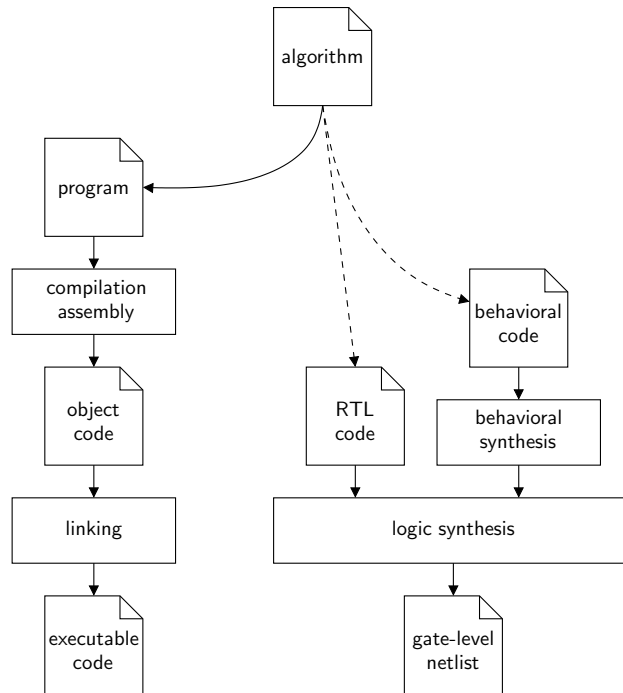 algorithm
program
compilation
assembly
behavioral
code
object
code
RTL
code
behavioral
synthesis
linking
logic synthesis
executable
code
gate-level
netlist